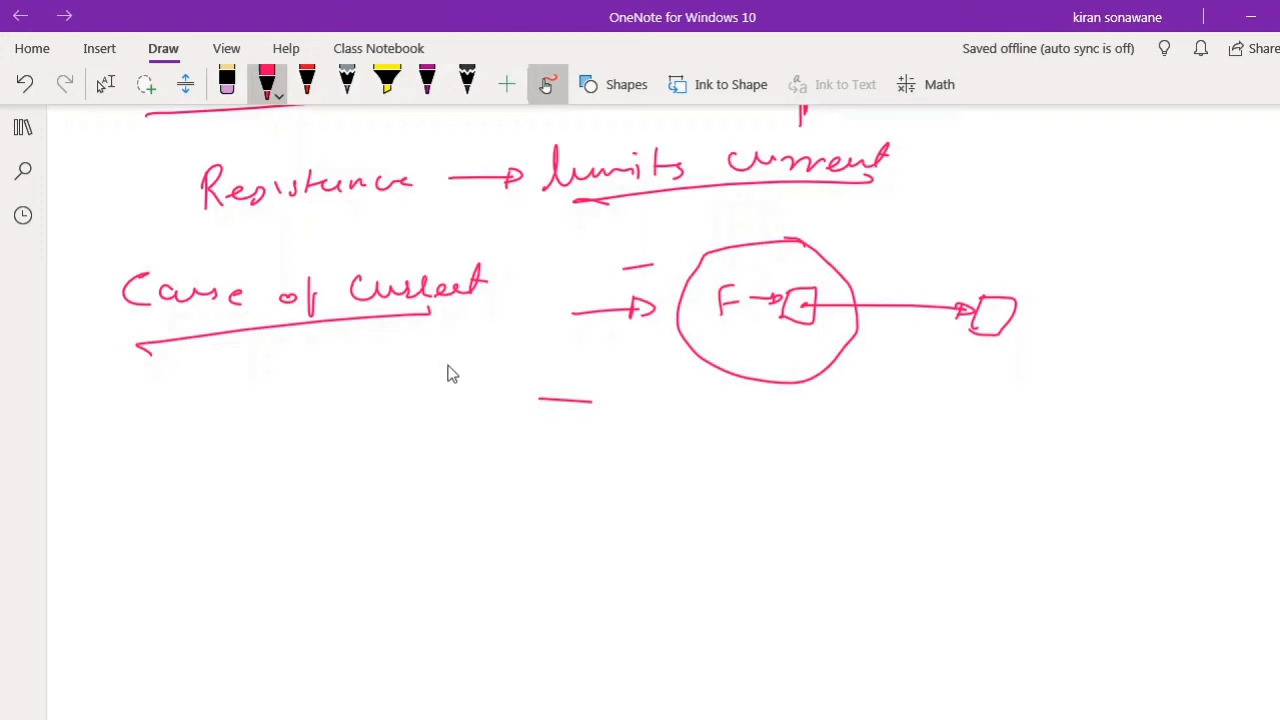 OneNote for Windows 10
kiran sonawane
Home Insert Draw View Help Class Notebook
Saved offline (auto sync is off)
Share
Shapes Ink to Shape Ink to Text Math
Resistance → limits current
Cause of Current
F